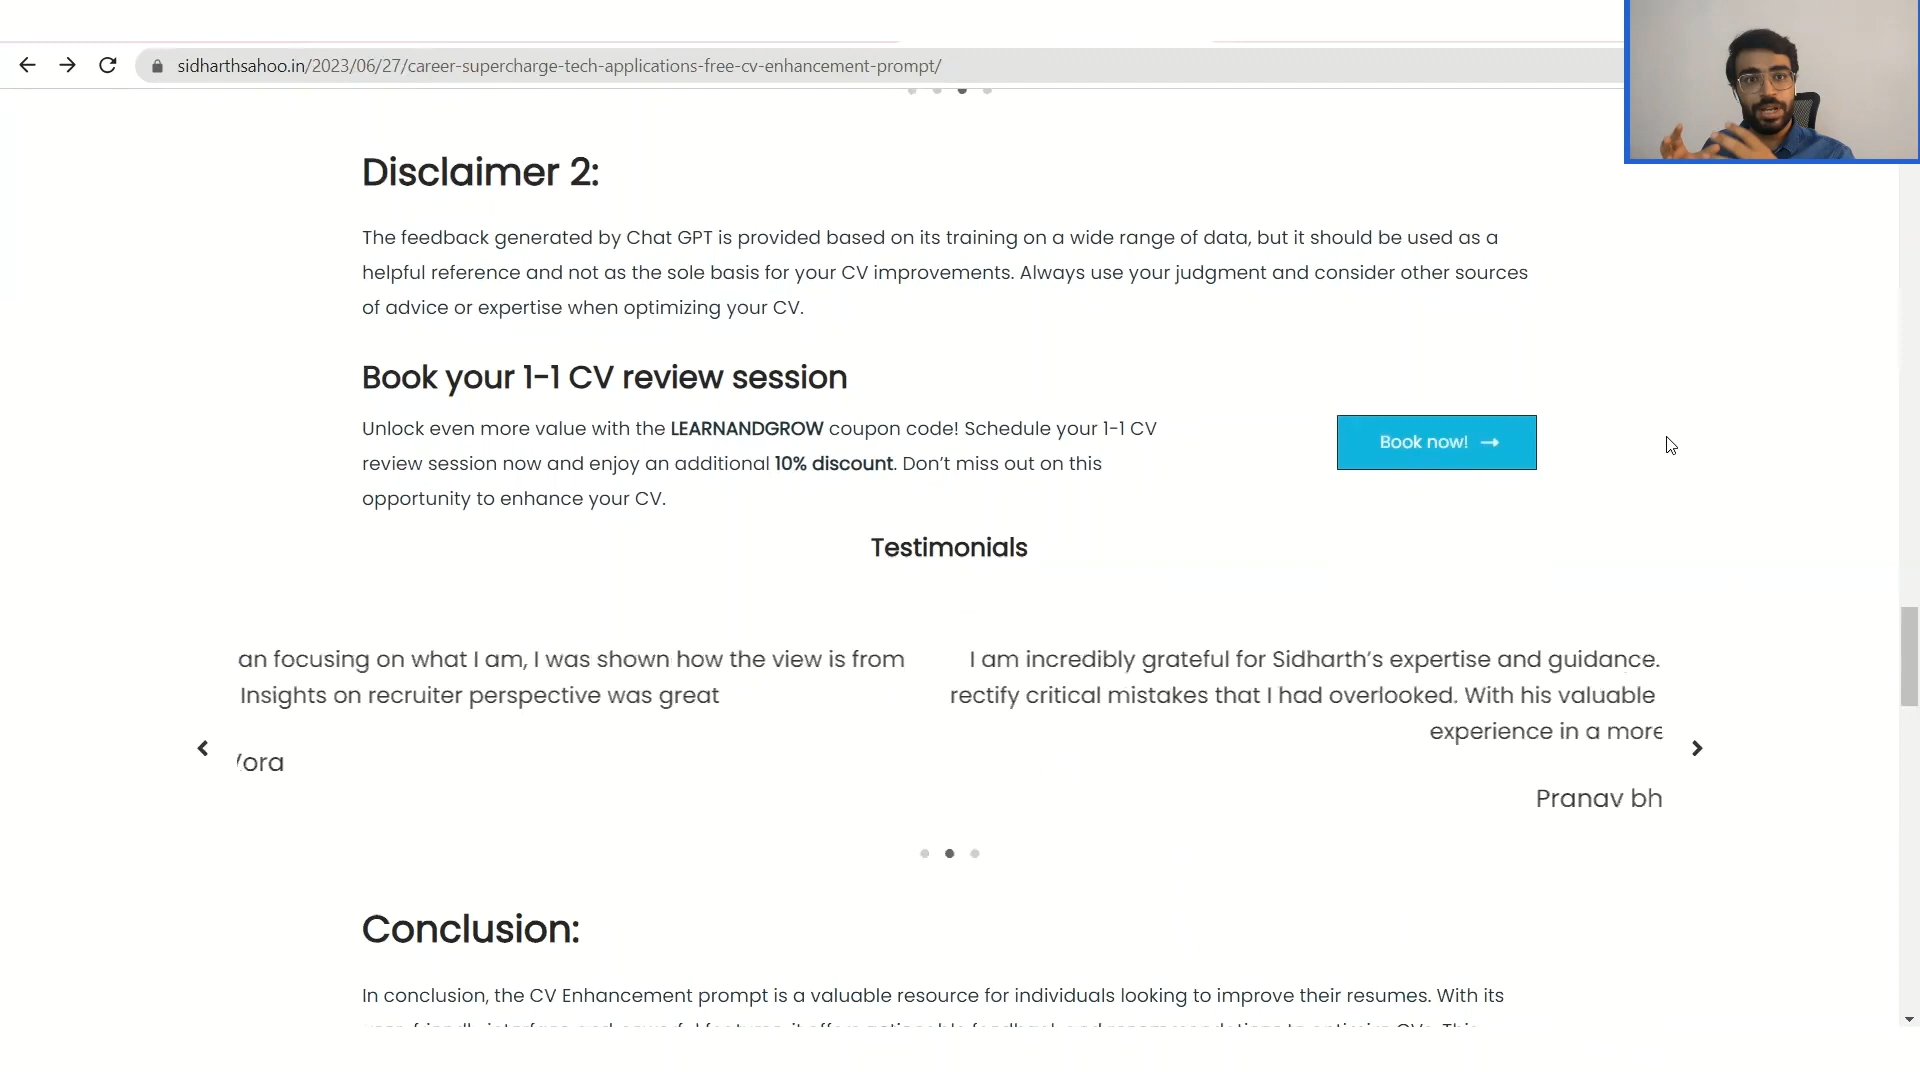 sidharthsahoo.in/2023/06/27/career-supercharge-tech-applications-free-cv-enhancement-prompt/
Disclaimer 2:
The feedback generated by Chat GPT is provided based on its training on a wide range of data, but it should be used as a
helpful reference and not as the sole basis for your CV improvements. Always use your judgment and consider other sources
of advice or expertise when optimizing your CV.
Book your 1-1 CV review session
Unlock even more value with the LEARNANDGROW coupon code! Schedule your 1-1 CV
review session now and enjoy an additional 10% discount. Don't miss out on this
opportunity to enhance your CV.
Book now! →
Testimonials
an focusing on what I am, I was shown how the view is from
Insights on recruiter perspective was great
ora
I am incredibly grateful for Sidharth's expertise and guidance.
rectify critical mistakes that I had overlooked. With his valuable
experience in a more
Pranav bh
Conclusion:
In conclusion, the CV Enhancement prompt is a valuable resource for individuals looking to improve their resumes. With its